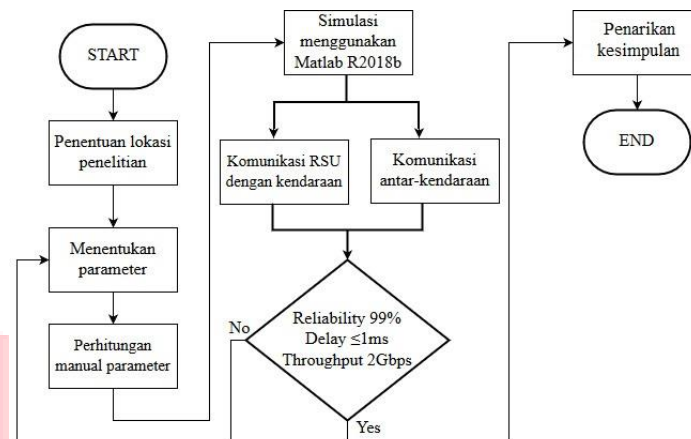 START
Penentuan lokasi
penelitian
Menentukan
parameter
Perhitungan
manual parameter
Simulasi
menggunakan
Matlab R2018b
Komunikasi RSU
dengan kendaraan
Komunikasi
antar-kendaraan
Reliability 99%
Delay ≤1ms
Throughput 2Gbps
No
Yes
Penarikan
kesimpulan
END